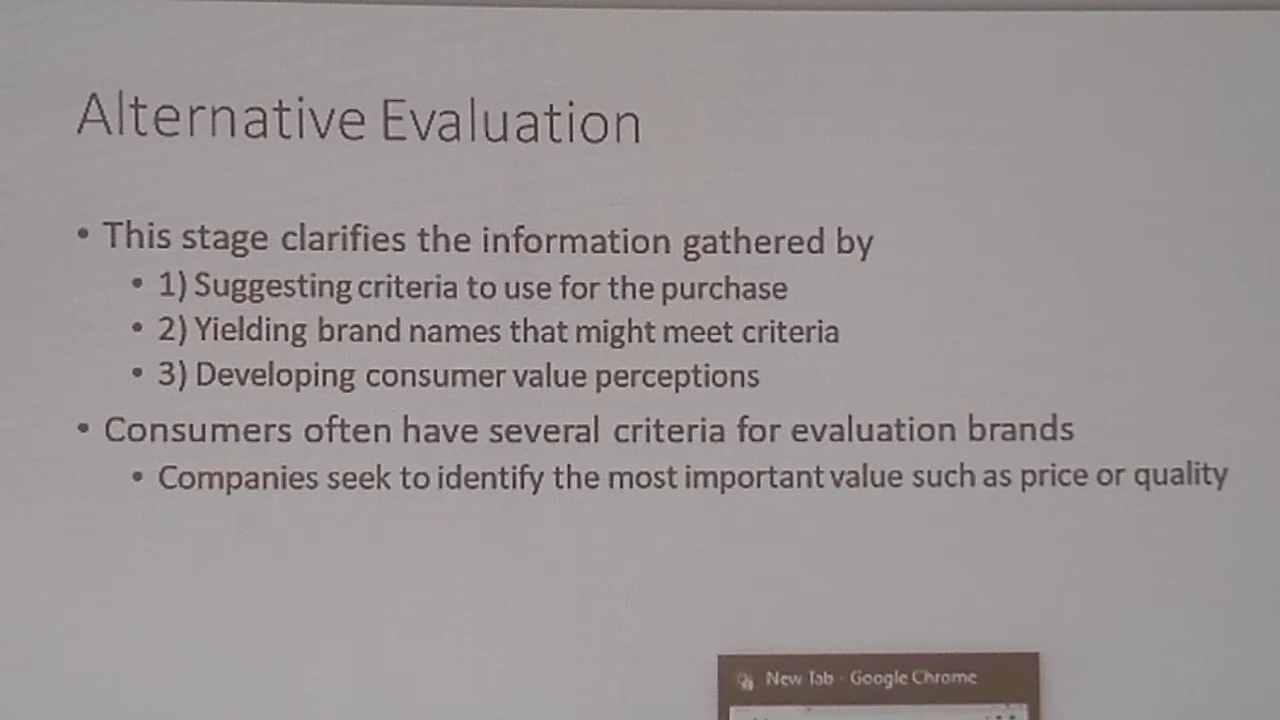 Alternative Evaluation
• This stage clarifies the information gathered by
• 1) Suggesting criteria to use for the purchase
• 2) Yielding brand names that might meet criteria
• 3) Developing consumer value perceptions
• Consumers often have several criteria for evaluation brands
• Companies seek to identify the most important value such as price or quality
New Tab - Google Chrome